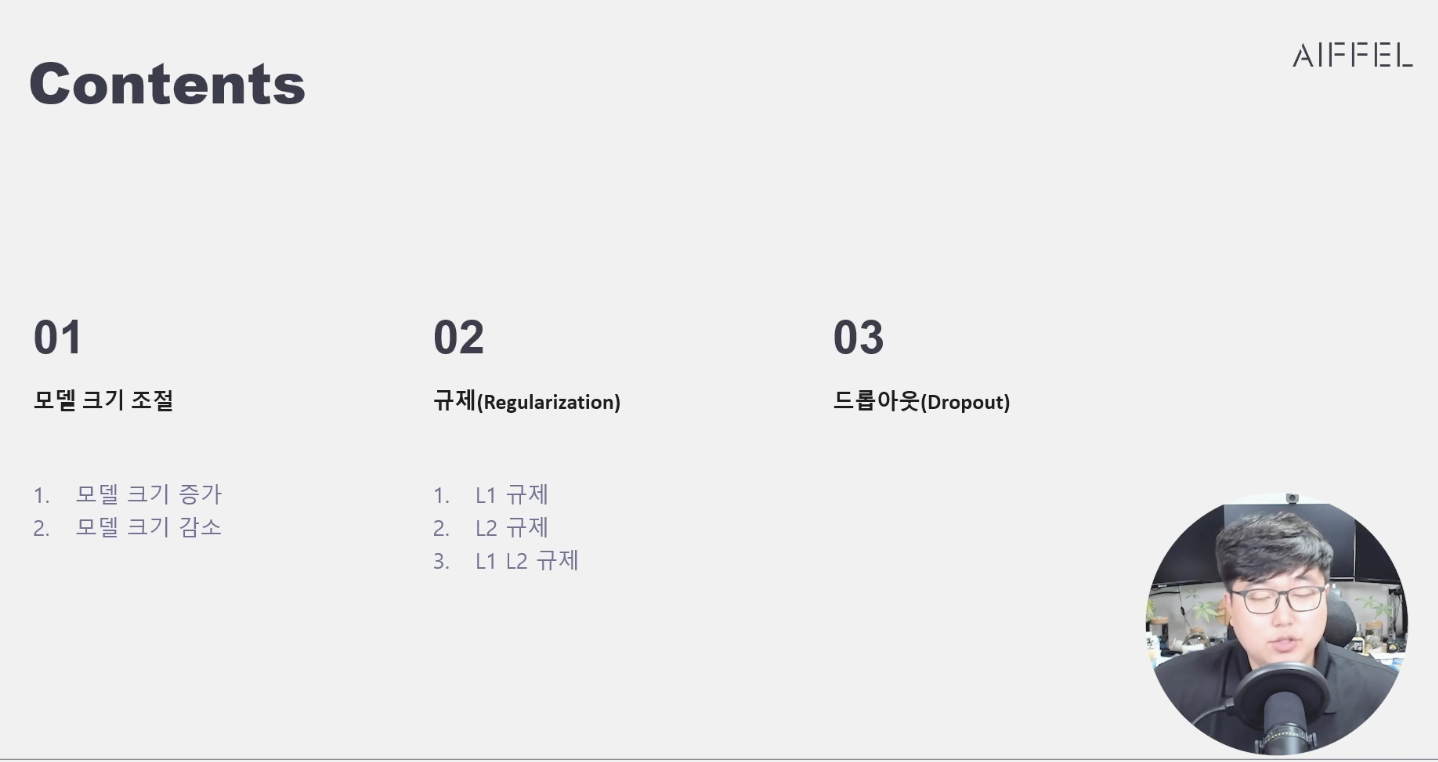 Contents
AIFFEL
01
모델 크기 조절
1. 모델 크기 증가
2. 모델 크기 감소
02
규제(Regularization)
1. L1 규제
2. L2 규제
3. L1 L2 규제
03
드롭아웃(Dropout)